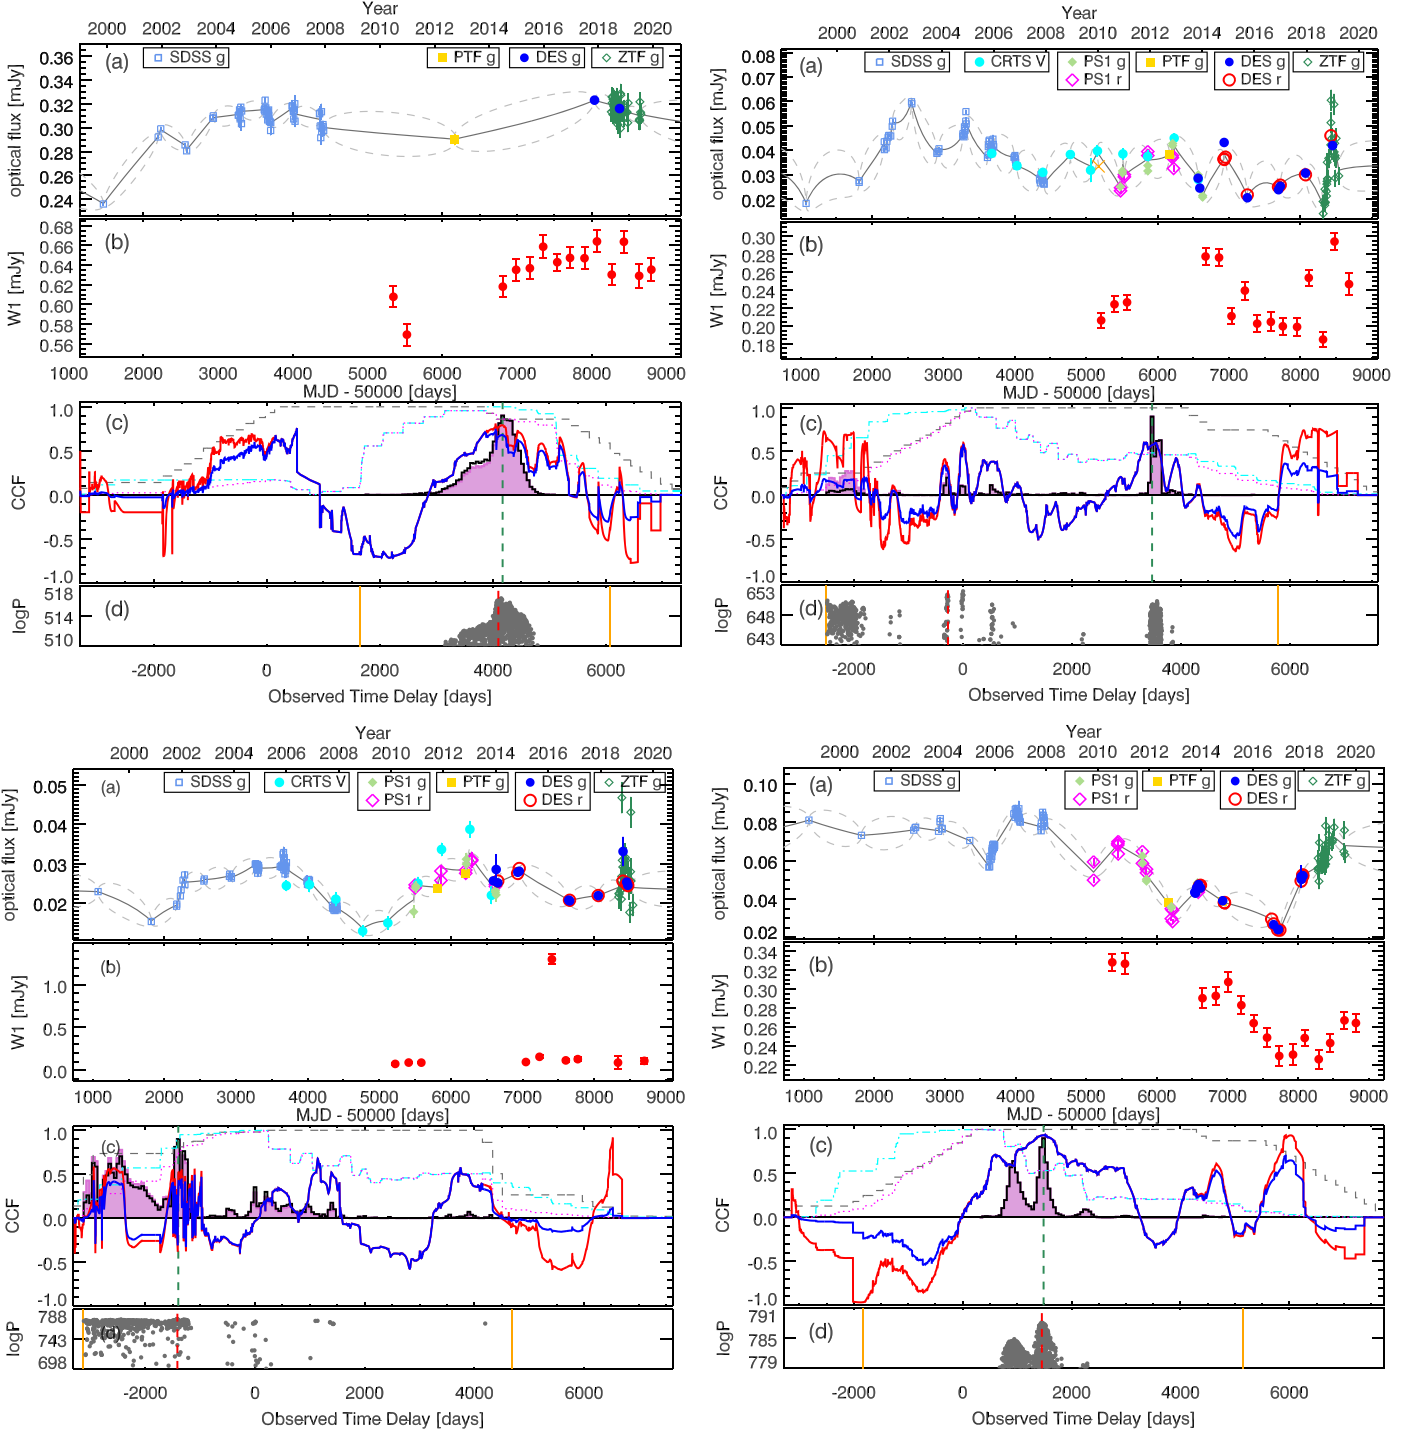 Year
2000 2002 2004 2006 2008 2010 2012 2014 2016 2018 2020
(a) SDSS g PTF g DES g ZTF g
optical flux [mJy]
0.36
0.34
0.32
0.30
0.28
0.26
0.24
(b)
W1 [mJy]
0.68
0.66
0.64
0.62
0.60
0.58
0.56
1000 2000 3000 4000 5000 6000 7000 8000 9000
MJD - 50000 [days]
(c)
CCF
1.0
0.5
0.0
-0.5
-1.0
(d)
logP
518
514
510
-2000 0 2000 4000 6000
Observed Time Delay [days]
Year
2000 2002 2004 2006 2008 2010 2012 2014 2016 2018 2020
(a) SDSS g CRTS V PS1 g PTF g DES g ZTF g
PS1 r DES r
optical flux [mJy]
0.08
0.07
0.06
0.05
0.04
0.03
0.02
(b)
W1 [mJy]
0.30
0.28
0.26
0.24
0.22
0.20
0.18
1000 2000 3000 4000 5000 6000 7000 8000 9000
MJD - 50000 [days]
(c)
CCF
1.0
0.5
0.0
-0.5
-1.0
(d)
logP
653
648
643
-2000 0 2000 4000 6000
Observed Time Delay [days]
Year
2000 2002 2004 2006 2008 2010 2012 2014 2016 2018 2020
(a) SDSS g CRTS V PS1 g PTF g DES g ZTF g
PS1 r DES r
optical flux [mJy]
0.05
0.04
0.03
0.02
(b)
W1 [mJy]
1.0
0.5
0.0
1000 2000 3000 4000 5000 6000 7000 8000 9000
MJD - 50000 [days]
(c)
CCF
1.0
0.5
0.0
-0.5
-1.0
(d)
logP
788
743
698
-2000 0 2000 4000 6000
Observed Time Delay [days]
Year
2000 2002 2004 2006 2008 2010 2012 2014 2016 2018 2020
(a) SDSS g PS1 g PTF g DES g ZTF g
PS1 r DES r
optical flux [mJy]
0.10
0.08
0.06
0.04
0.02
(b)
W1 [mJy]
0.34
0.32
0.30
0.28
0.26
0.24
0.22
1000 2000 3000 4000 5000 6000 7000 8000 9000
MJD - 50000 [days]
(c)
CCF
1.0
0.5
0.0
-0.5
-1.0
(d)
logP
791
785
779
-2000 0 2000 4000 6000
Observed Time Delay [days]